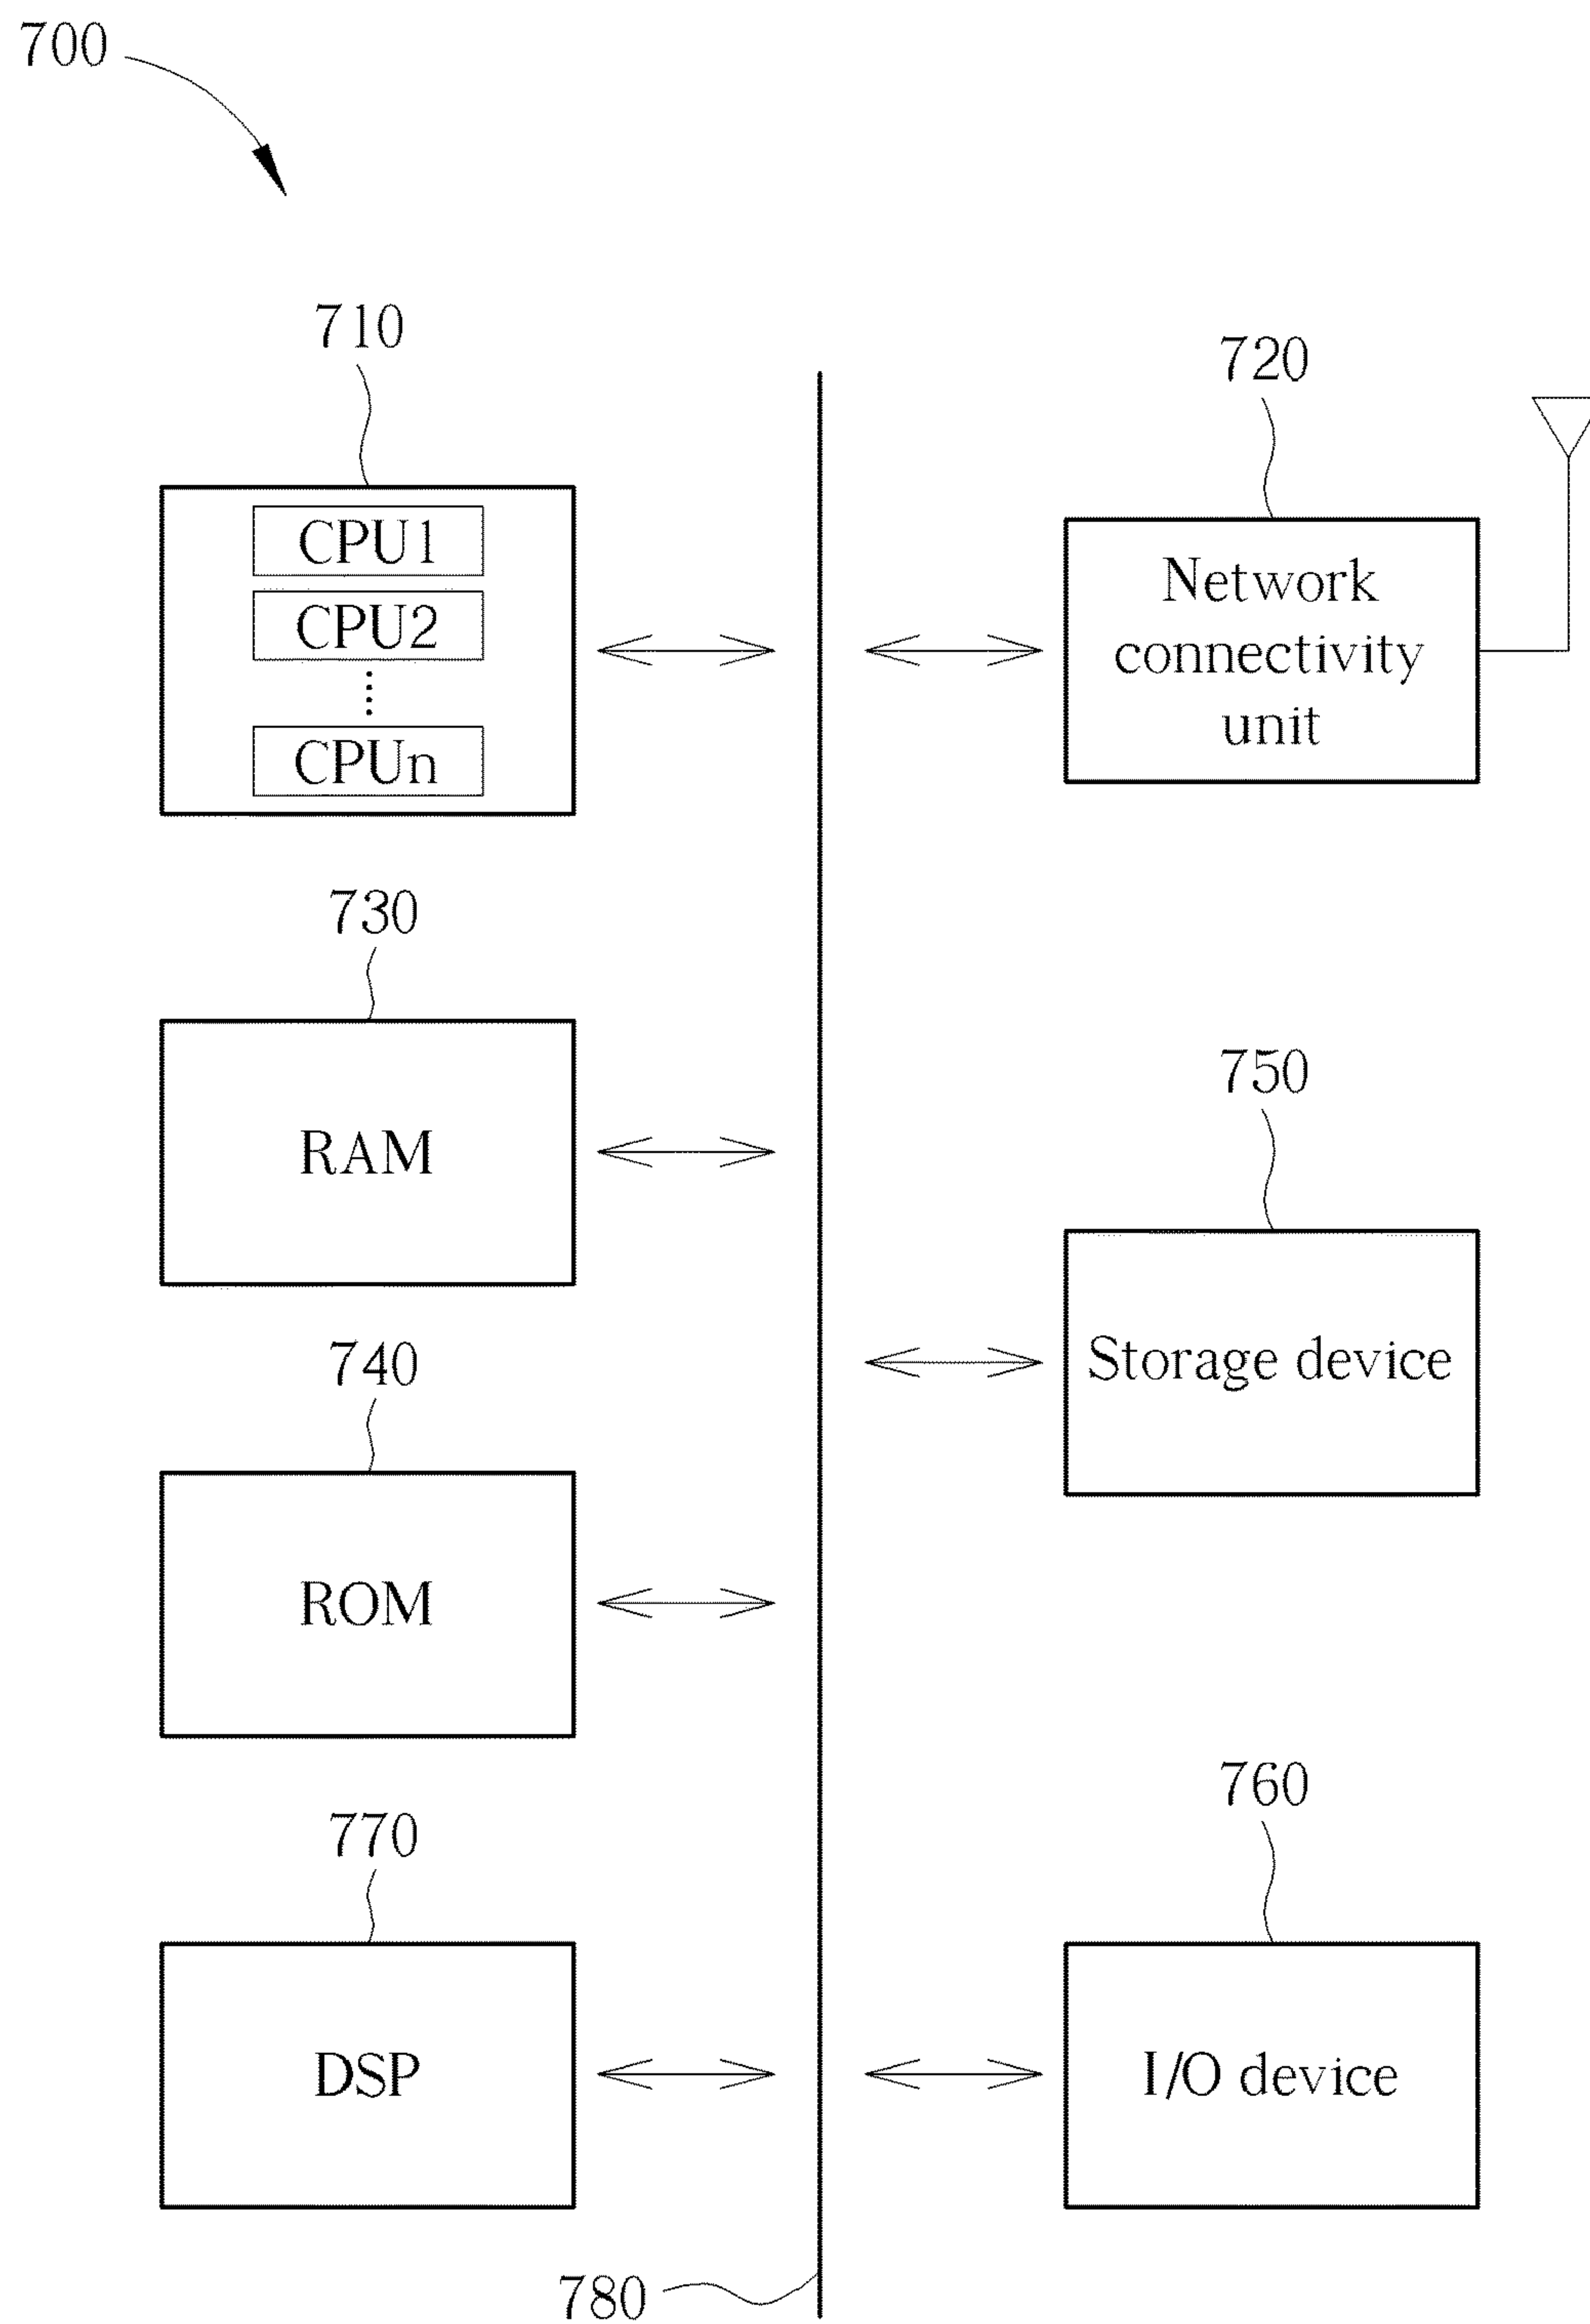 700
710
CPU1
CPU2
CPUn
720
Network
connectivity
unit
730
RAM
750
Storage device
740
ROM
770
DSP
760
I/O device
780